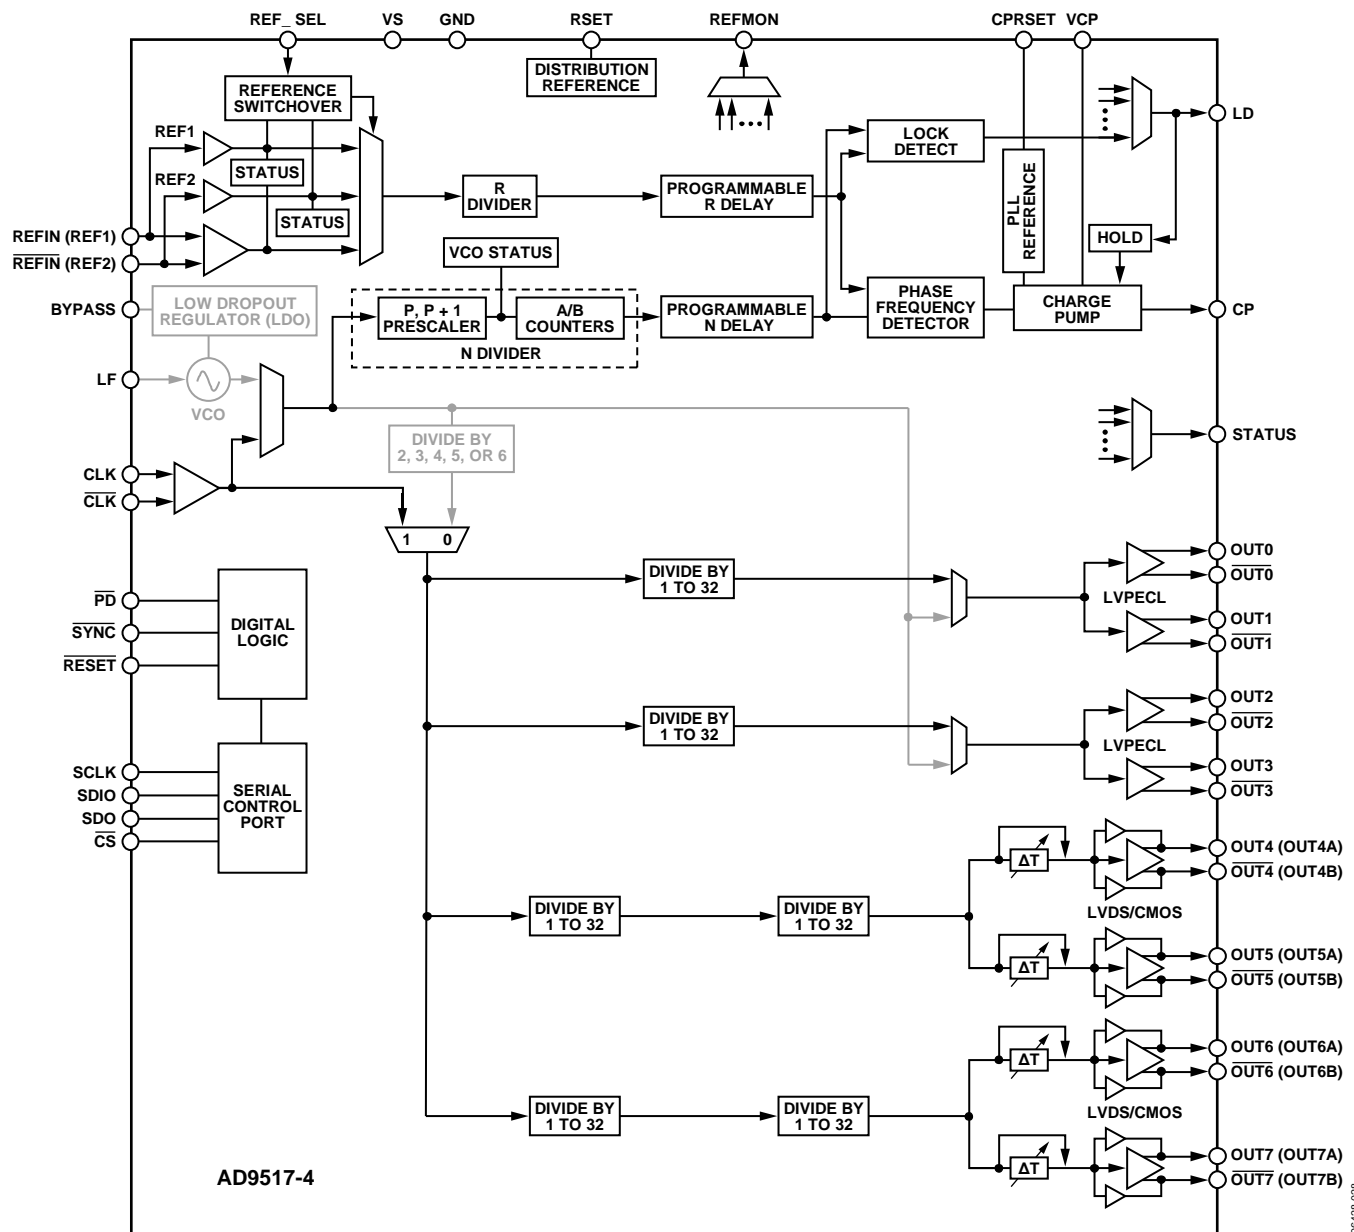 REF_ SEL VS GND RSET REFMON CPRSET VCP
DISTRIBUTION
REFERENCE
REFERENCE
SWITCHOVER
REF1
STATUS
REF2
STATUS
R
DIVIDER
PROGRAMMABLE
R DELAY
LOCK
DETECT
LD
PLL
REFERENCE
HOLD
REFIN (REF1)
REFIN (REF2)
VCO STATUS
BYPASS
LOW DROPOUT
REGULATOR (LDO)
P, P + 1
PRESCALER
A/B
COUNTERS
N DIVIDER
PROGRAMMABLE
N DELAY
PHASE
FREQUENCY
DETECTOR
CHARGE
PUMP
CP
LF
VCO
DIVIDE BY
2, 3, 4, 5, OR 6
STATUS
CLK
CLK
1 0
DIVIDE BY
1 TO 32
LVPECL
OUT0
OUT0
OUT1
OUT1
PD
SYNC
RESET
DIGITAL
LOGIC
DIVIDE BY
1 TO 32
LVPECL
OUT2
OUT2
OUT3
OUT3
SCLK
SDIO
SDO
CS
SERIAL
CONTROL
PORT
DIVIDE BY
1 TO 32
DIVIDE BY
1 TO 32
ΔT
ΔT
LVDS/CMOS
OUT4 (OUT4A)
OUT4 (OUT4B)
OUT5 (OUT5A)
OUT5 (OUT5B)
DIVIDE BY
1 TO 32
DIVIDE BY
1 TO 32
ΔT
ΔT
LVDS/CMOS
OUT6 (OUT6A)
OUT6 (OUT6B)
OUT7 (OUT7A)
OUT7 (OUT7B)
AD9517-4